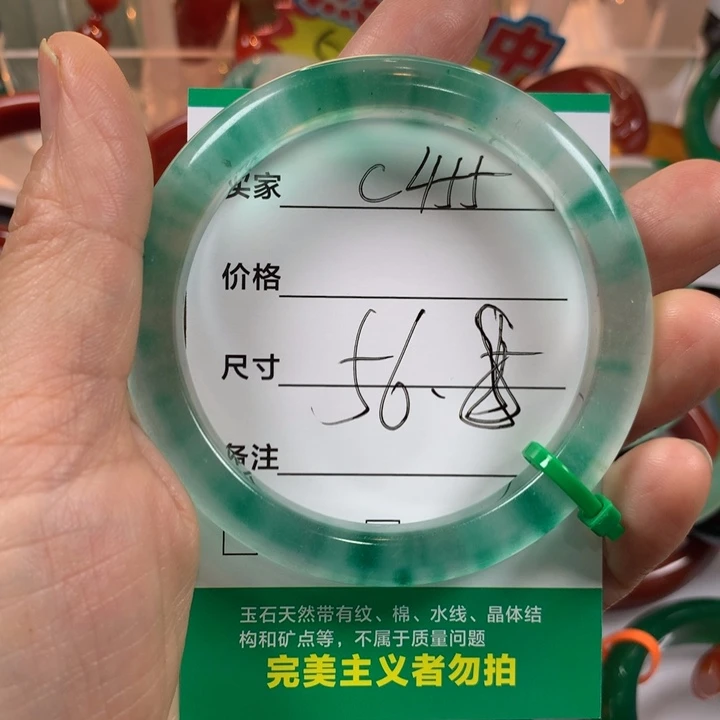 中
买家 C455
价格
尺寸 56.8
备注
玉石天然带有纹、棉、水线、晶体结
构和矿点等，不属于质量问题
完美主义者勿拍